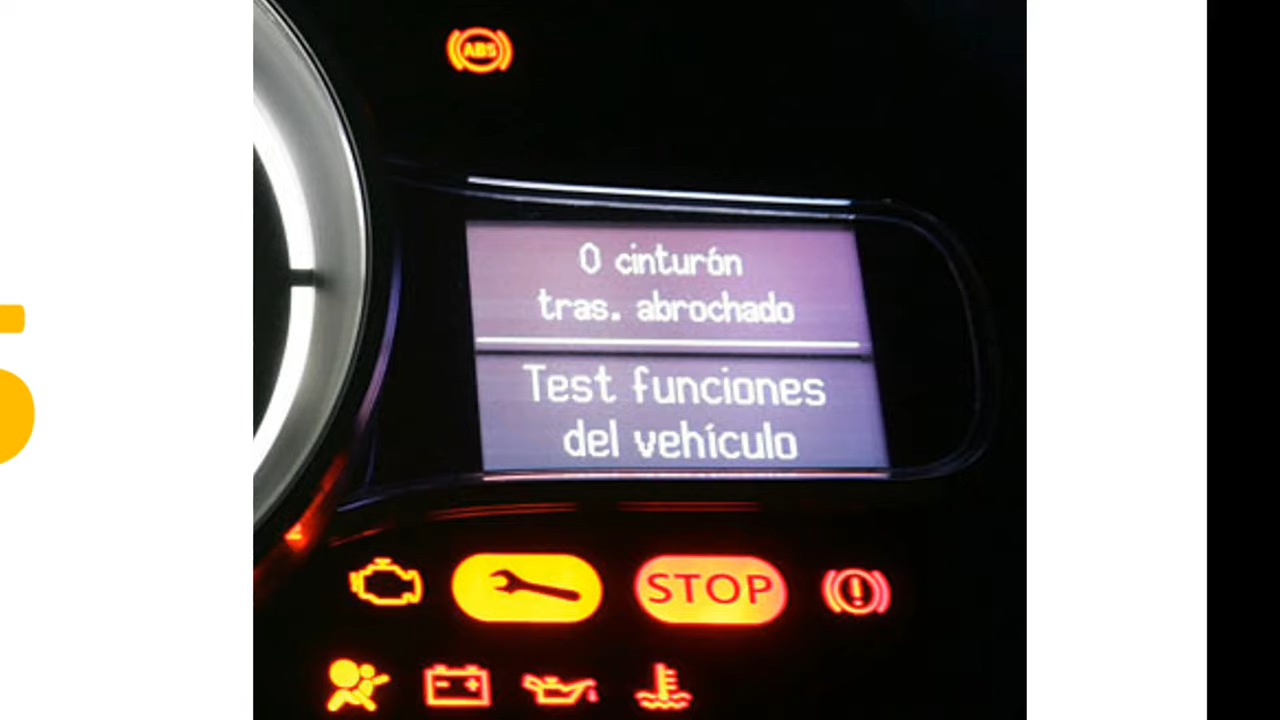 ABS
0 cinturón
tras. abrochado
Test funciones
del vehículo
STOP